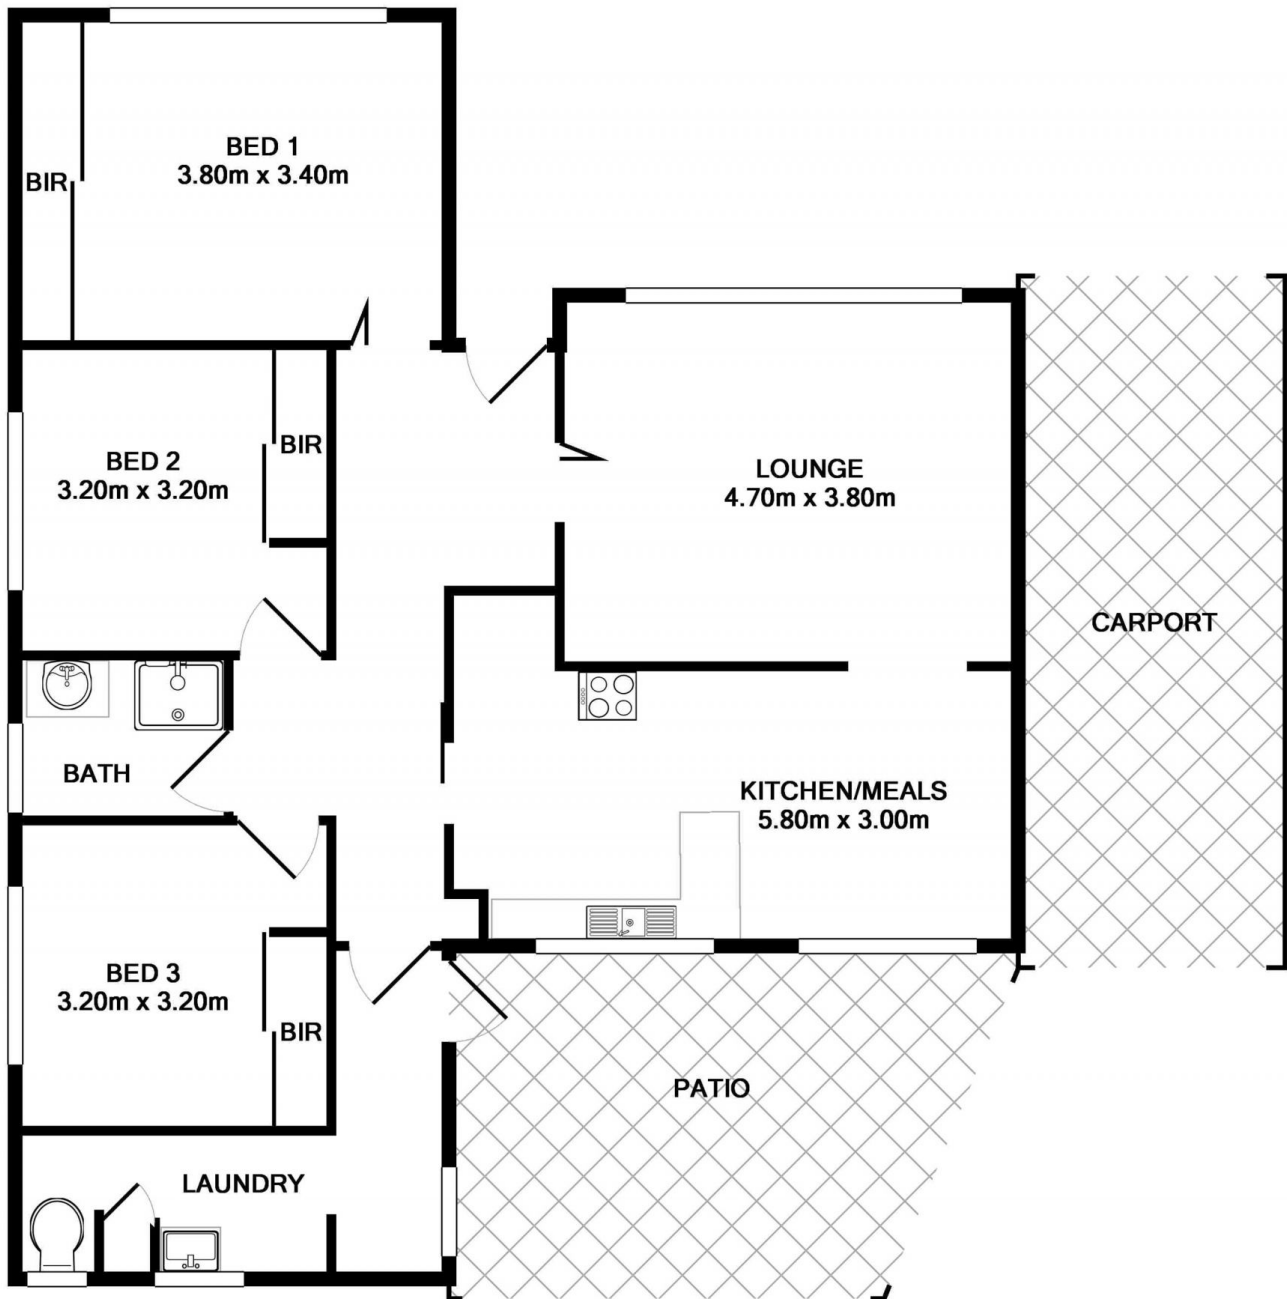 BED 1
3.80m x 3.40m
BIR
BED 2
3.20m x 3.20m
BIR
LOUNGE
4.70m x 3.80m
CARPORT
BATH
KITCHEN/MEALS
5.80m x 3.00m
BED 3
3.20m x 3.20m
BIR
PATIO
LAUNDRY